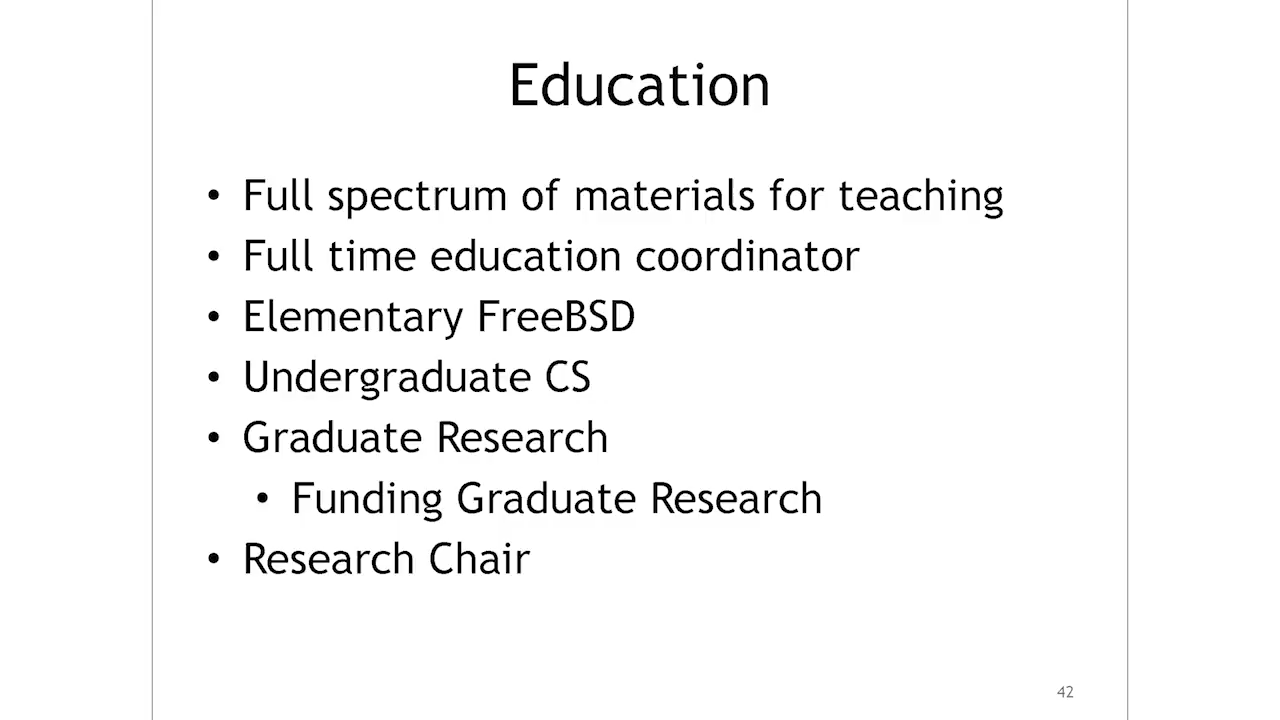 Education
• Full spectrum of materials for teaching
• Full time education coordinator
• Elementary FreeBSD
• Undergraduate CS
• Graduate Research
• Funding Graduate Research
• Research Chair
42